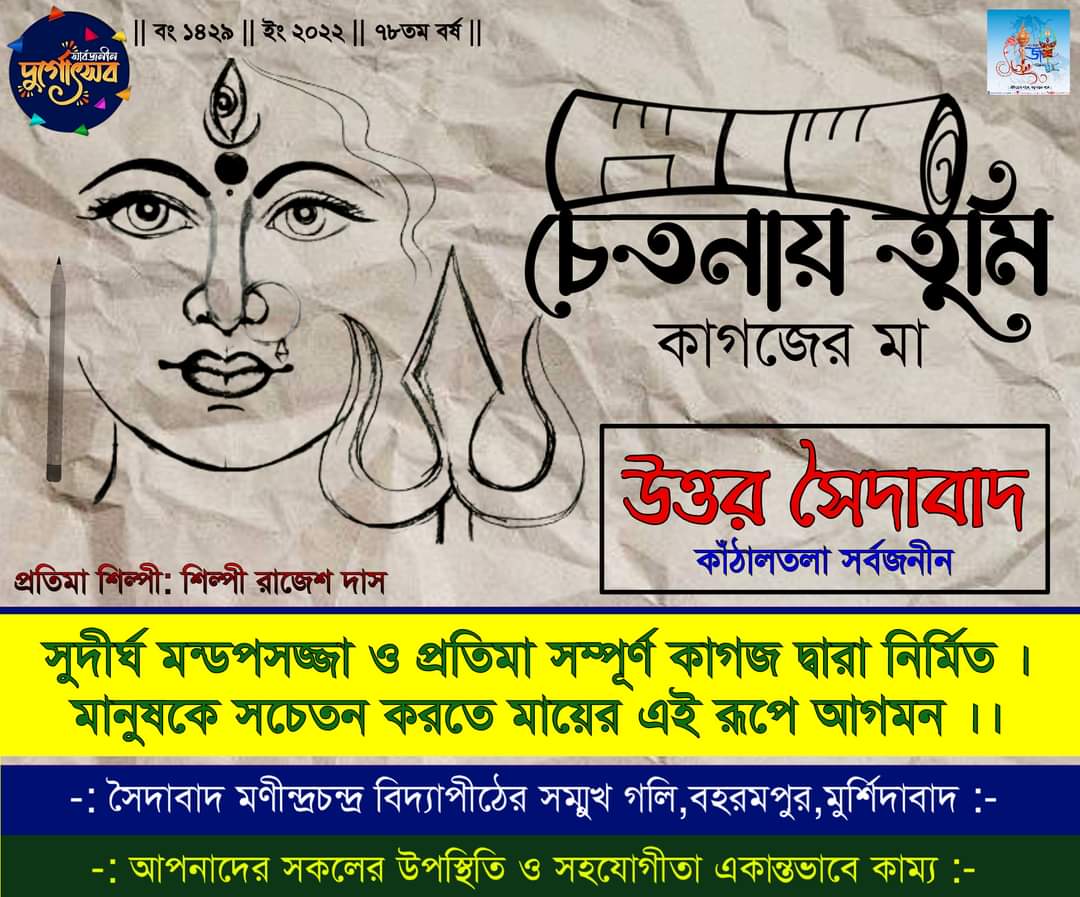 সার্বজনীন
দুর্গোৎসব
|| বং ১৪২৯ || ইং ২০২২ || ৭৮তম বর্ষ ||
চেতনায় তুমি
কাগজের মা
উত্তর সৈদাবাদ
কাঁঠালতলা সর্বজনীন
প্রতিমা শিল্পী: শিল্পী রাজেশ দাস
সুদীর্ঘ মন্ডপসজ্জা ও প্রতিমা সম্পূর্ণ কাগজ দ্বারা নির্মিত ।
মানুষকে সচেতন করতে মায়ের এই রূপে আগমন ।।
-: সৈদাবাদ মণীন্দ্রচন্দ্র বিদ্যাপীঠের সম্মুখ গলি,বহরমপুর,মুর্শিদাবাদ :-
-: আপনাদের সকলের উপস্থিতি ও সহযোগীতা একান্তভাবে কাম্য :-